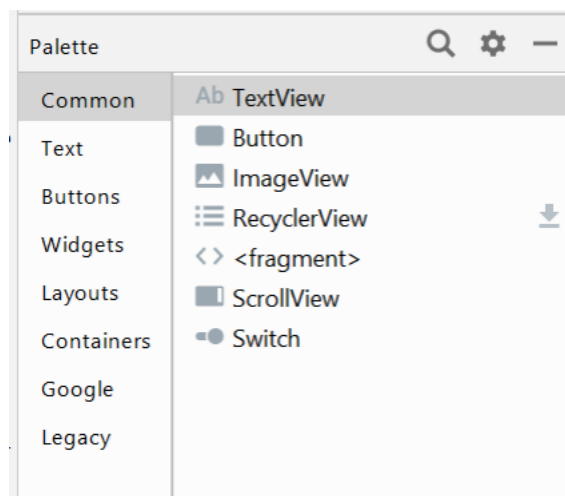 Palette
Common
Text
Buttons
Widgets
Layouts
Containers
Google
Legacy
Ab TextView
Button
ImageView
RecyclerView
<fragment>
ScrollView
Switch